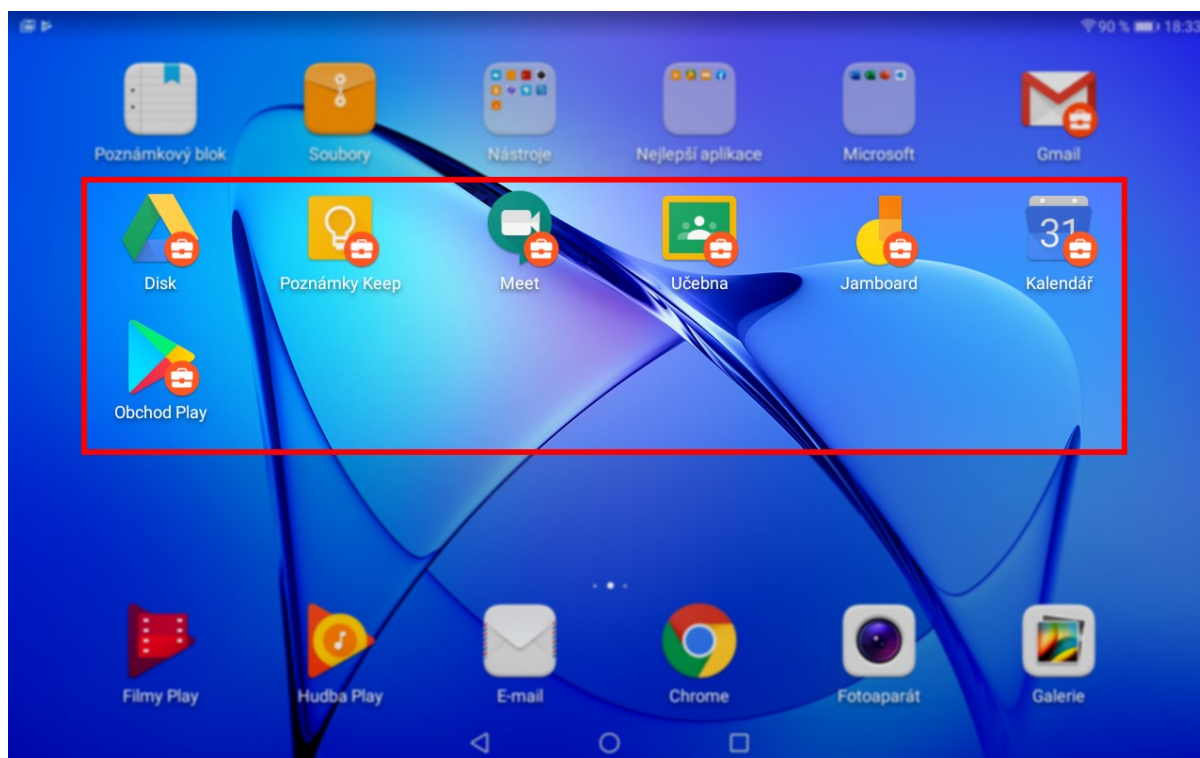 90 % 18:33
Poznámkový blok Soubory Nástroje Nejlepší aplikace Microsoft Gmail
31
Disk Poznámky Keep Meet Učebna Jamboard Kalendář
Obchod Play
Filmy Play Hudba Play E-mail Chrome Fotoaparát Galerie